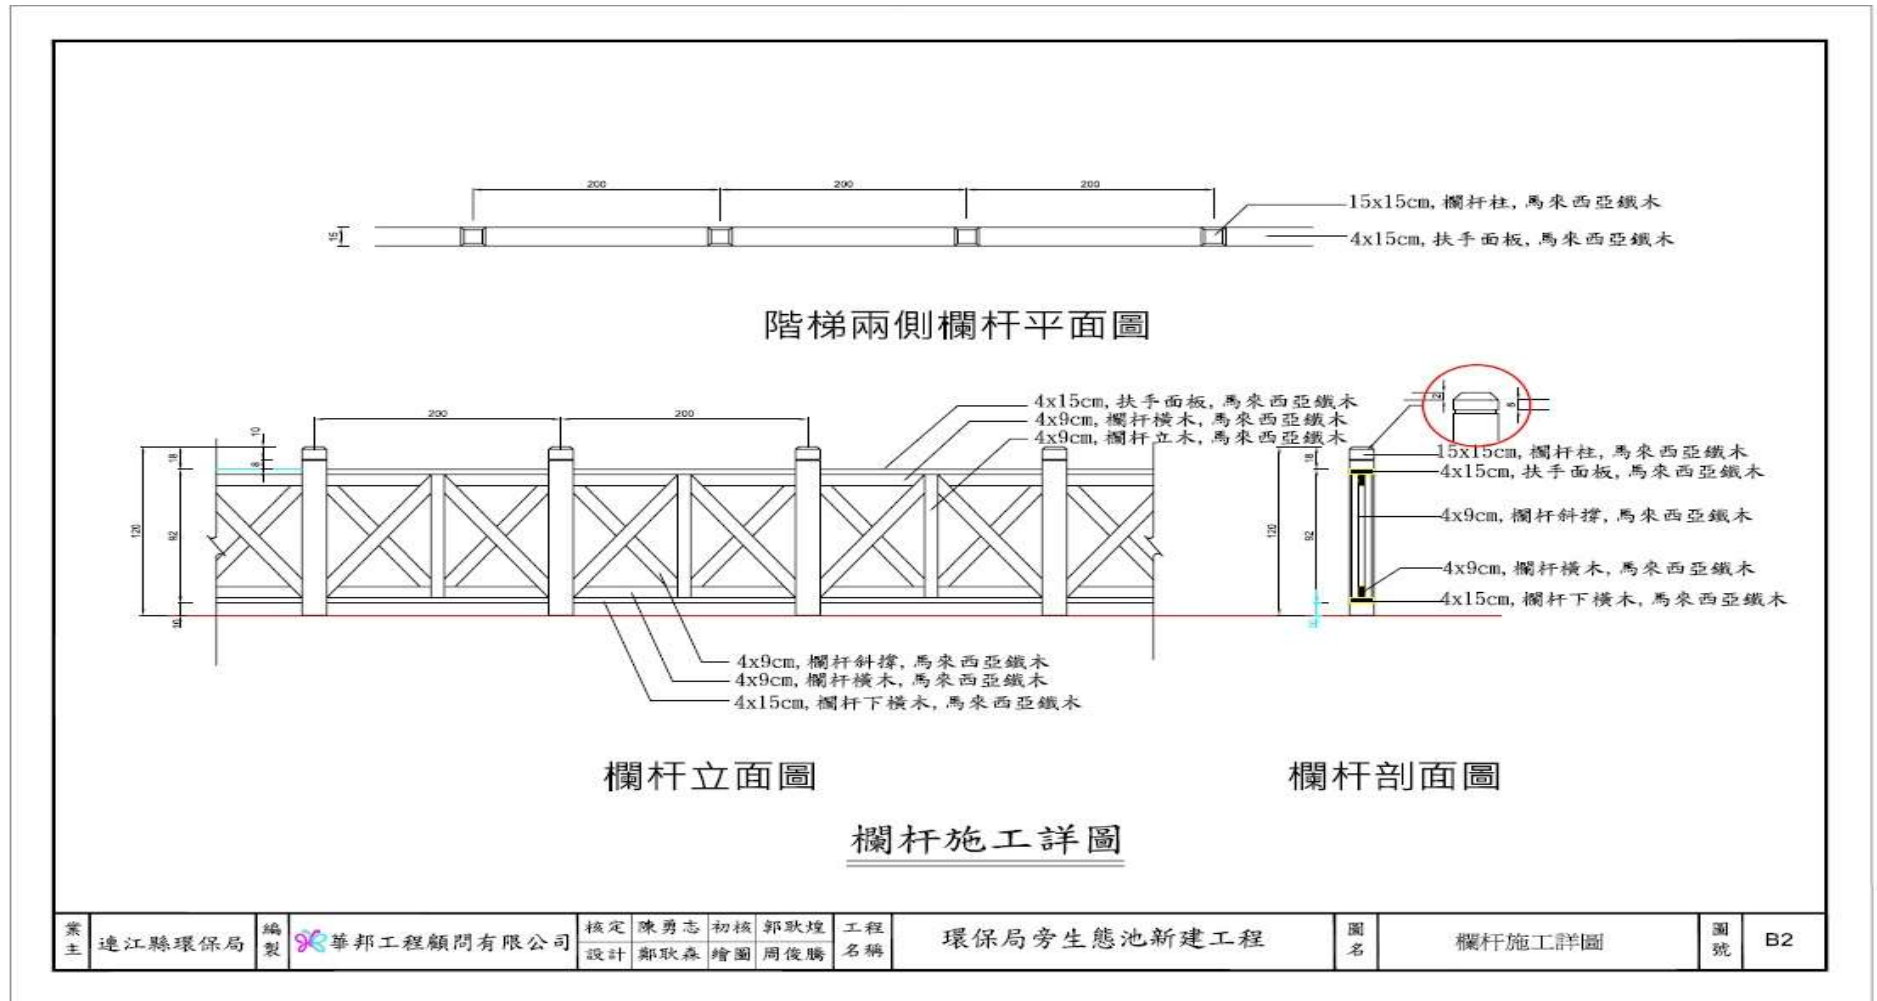 200
200
200
15
15x15cm, 欄杆柱, 馬來西亞鐵木
4x15cm, 扶手面板, 馬來西亞鐵木
階梯兩側欄杆平面圖
200
200
4x15cm, 扶手面板, 馬來西亞鐵木
4x9cm, 欄杆橫木, 馬來西亞鐵木
4x9cm, 欄杆立木, 馬來西亞鐵木
10
18
8
120
92
10
2
5
15x15cm, 欄杆柱, 馬來西亞鐵木
4x15cm, 扶手面板, 馬來西亞鐵木
18
120
92
4x9cm, 欄杆斜撐, 馬來西亞鐵木
4x9cm, 欄杆橫木, 馬來西亞鐵木
4x15cm, 欄杆下橫木, 馬來西亞鐵木
4x9cm, 欄杆斜撐, 馬來西亞鐵木
4x9cm, 欄杆橫木, 馬來西亞鐵木
4x15cm, 欄杆下橫木, 馬來西亞鐵木
欄杆立面圖
欄杆剖面圖
欄杆施工詳圖
業主
連江縣環保局
編製
華邦工程顧問有限公司
核定 陳勇志 初核 郭耿煌
設計 鄭耿森 繪圖 周俊騰
工程名稱
環保局旁生態池新建工程
圖名
欄杆施工詳圖
圖號
B2